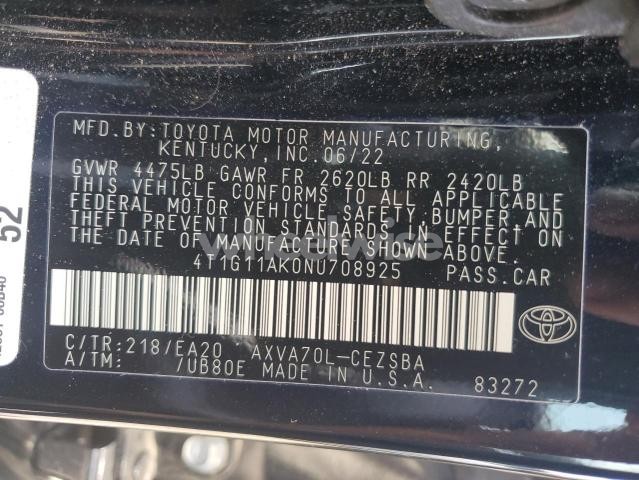 MFD.BY:TOYOTA MOTOR MANUFACTURING,
KENTUCKY,INC.06/22
GVWR 4475LB GAWR FR 2620LB RR 2420LB
THIS VEHICLE CONFORMS TO ALL APPLICABLE
FEDERAL MOTOR VEHICLE SAFETY,BUMPER AND
THEFT PREVENTION STANDARDS IN EFFECT ON
THE DATE OF MANUFACTURE SHOWN ABOVE.
4T1G11AK0NU708925 PASS.CAR
C/TR:218/EA20 AXVA70L-CEZSBA
A/TM: /UB80E MADE IN U.S.A. 83272
TOYOTA
52